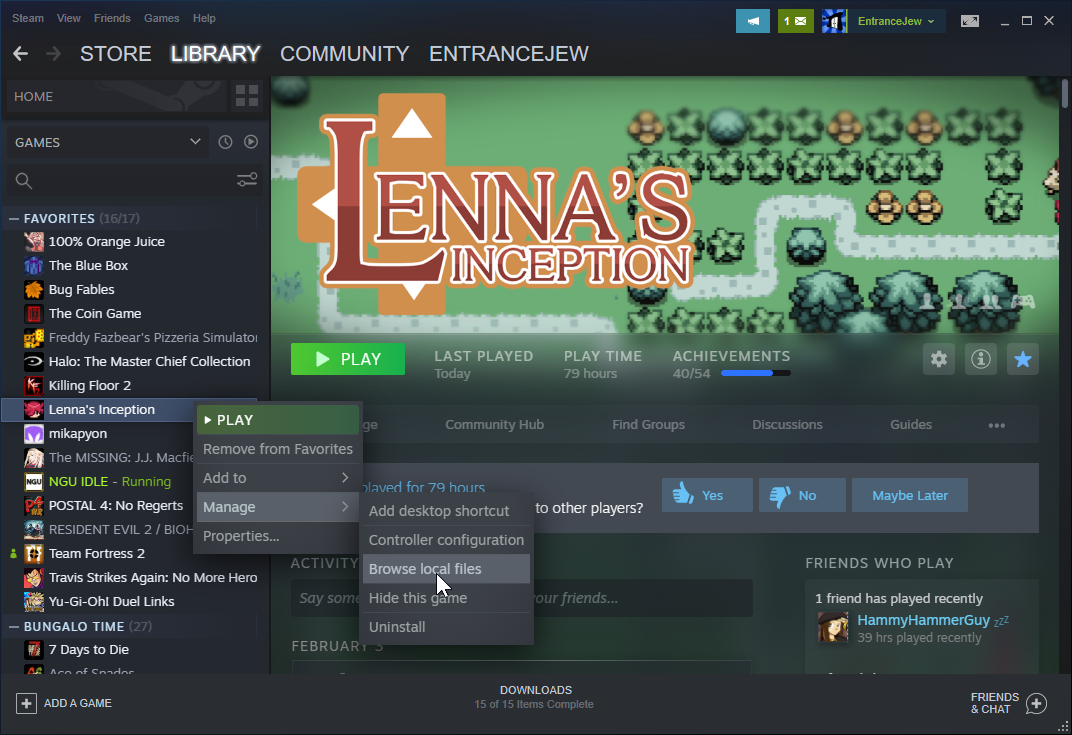 Steam View Friends Games Help
1
EntranceJew
STORE LIBRARY COMMUNITY ENTRANCEJEW
HOME
GAMES
LENNA'S
INCEPTION
— FAVORITES (16/17)
100% Orange Juice
The Blue Box
Bug Fables
The Coin Game
Freddy Fazbear's Pizzeria Simulator
Halo: The Master Chief Collection
Killing Floor 2
Lenna's Inception
mikapyon
The MISSING: J.J. Macfie
NGU IDLE - Running
NGU
POSTAL 4: No Regerts
RESIDENT EVIL 2 / BIOH
Team Fortress 2
Travis Strikes Again: No More Hero
Yu-Gi-Oh! Duel Links
— BUNGALO TIME (27)
7 Days to Die
Ace of Spades
PLAY
LAST PLAYED
Today
PLAY TIME
79 hours
ACHIEVEMENTS
40/54
ge Community Hub Find Groups Discussions Guides
PLAY
Remove from Favorites
Add to
Manage
Properties...
Add desktop shortcut
Controller configuration
Browse local files
Hide this game
Uninstall
played for 79 hours
to other players?
Yes No Maybe Later
ACTIVITY
Say some
your friends...
FEBRUARY 3
FRIENDS WHO PLAY
1 friend has played recently
HammyHammerGuy zzZ
39 hrs played recently
ADD A GAME
DOWNLOADS
15 of 15 Items Complete
FRIENDS
& CHAT